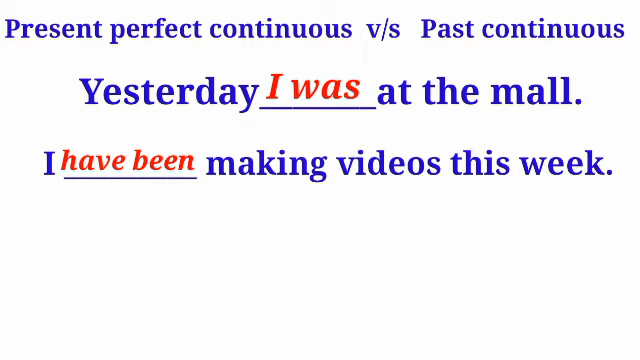 Present perfect continuous v/s Past continuous
Yesterday I was at the mall.
I have been making videos this week.